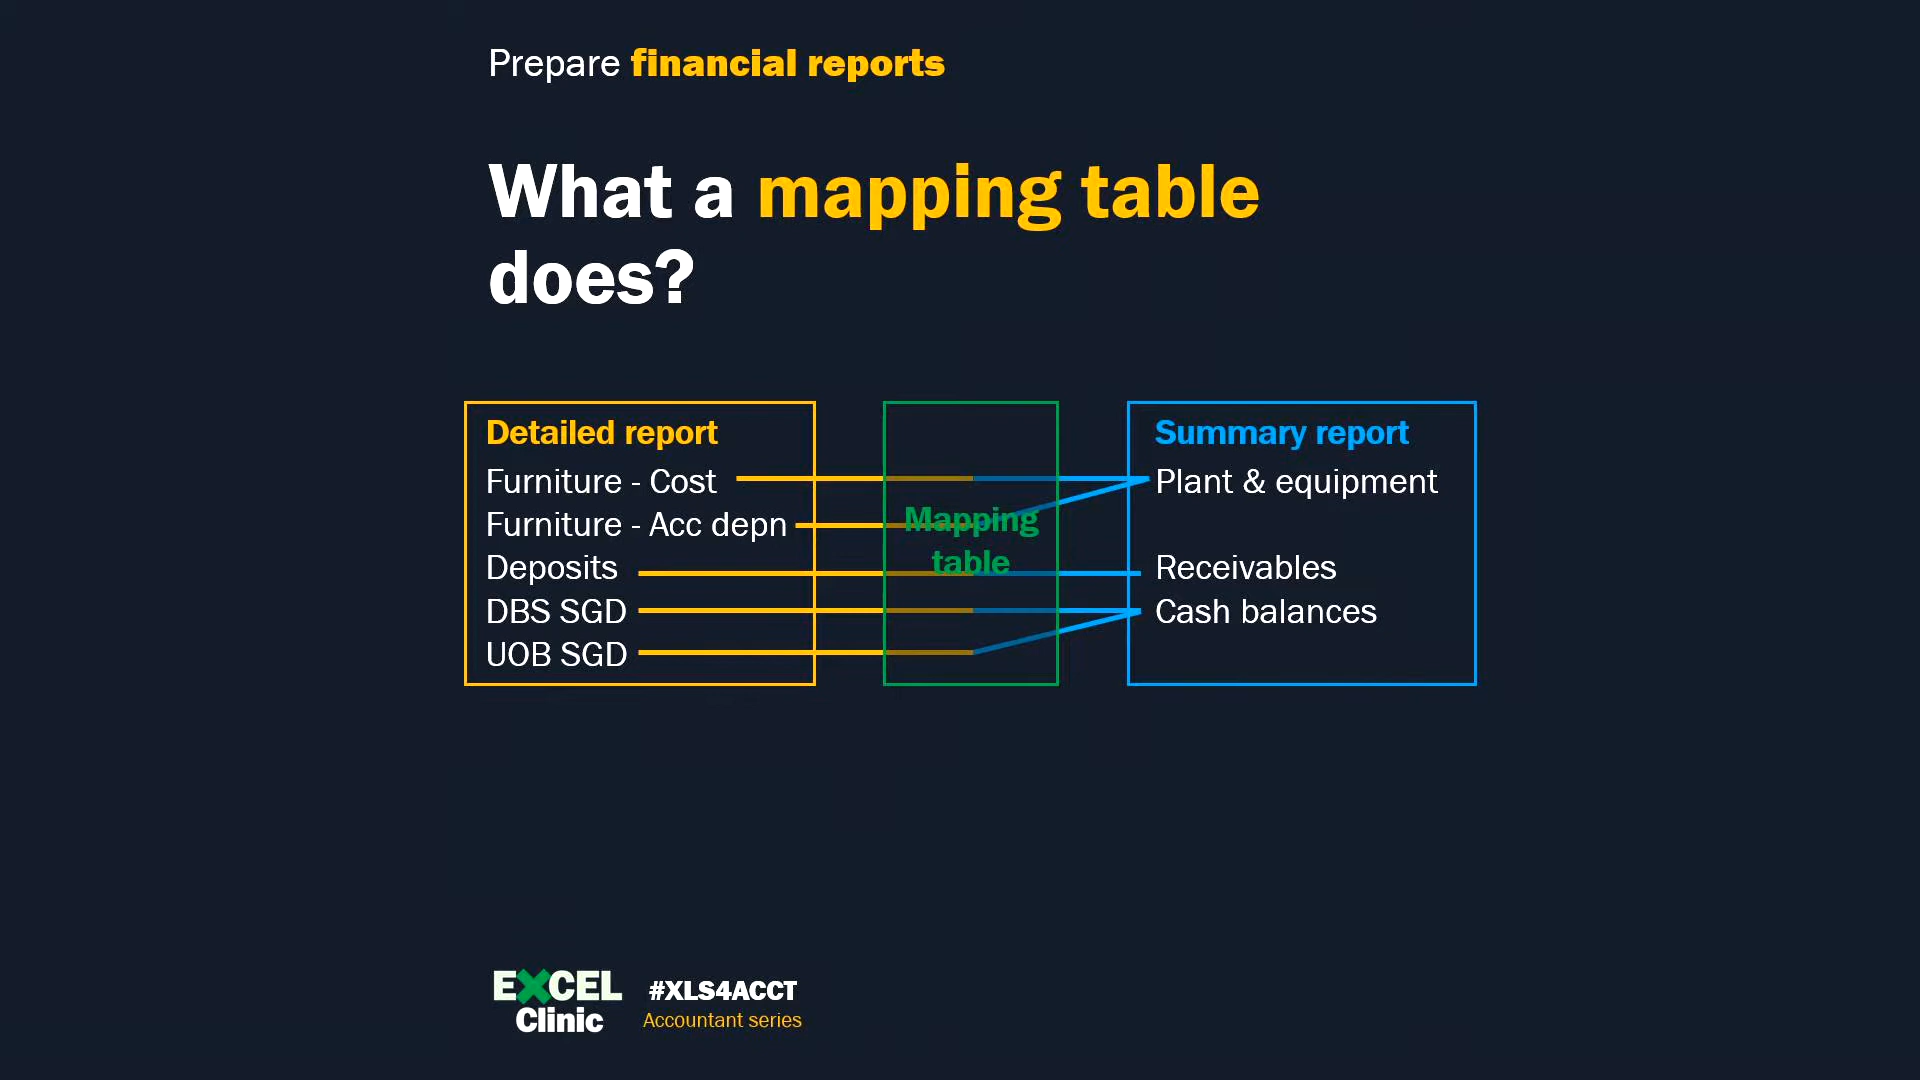 Prepare financial reports
What a mapping table
does?
Detailed report
Furniture - Cost
Furniture - Acc depn
Deposits
DBS SGD
UOB SGD
Mapping
table
Summary report
Plant & equipment
Receivables
Cash balances
EXCEL
Clinic
#XLS4ACCT
Accountant series